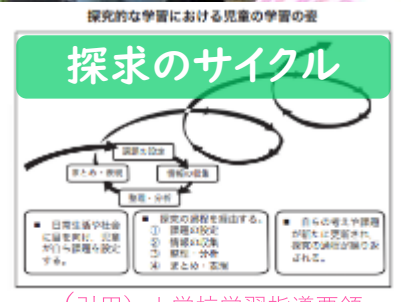 探究的な学習における児童の学習の姿
探求のサイクル
課題の設定
まとめ・表現
情報の収集
整理・分析
■ 日常生活や社会
に目を向け、児童
が自ら課題を設定
する。
■ 探究の過程を経由する。
① 課題の設定
② 情報の収集
③ 整理・分析
④ まとめ・表現
■ 自らの考えや課題
が新たに更新され、
探究の過程が繰り返
される。
(引用)小学校学習指導要領